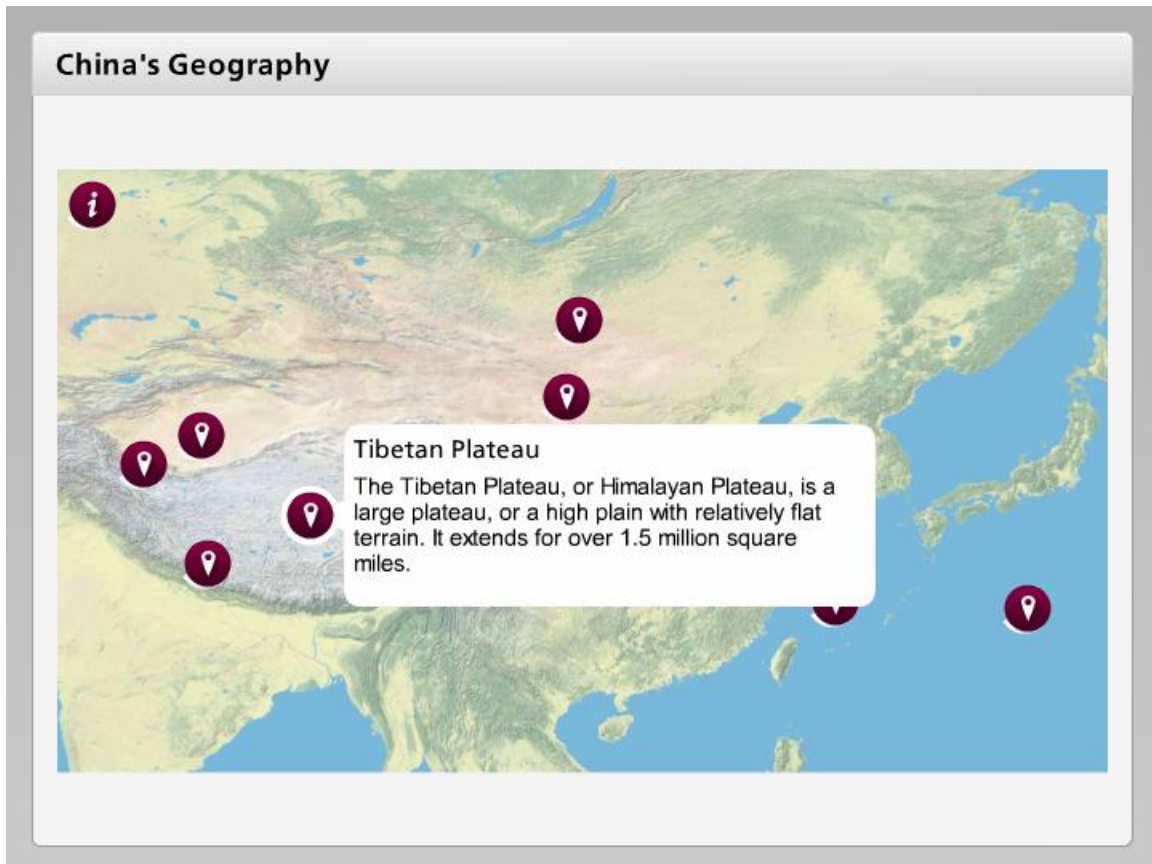 China's Geography
i
Tibetan Plateau
The Tibetan Plateau, or Himalayan Plateau, is a
large plateau, or a high plain with relatively flat
terrain. It extends for over 1.5 million square
miles.